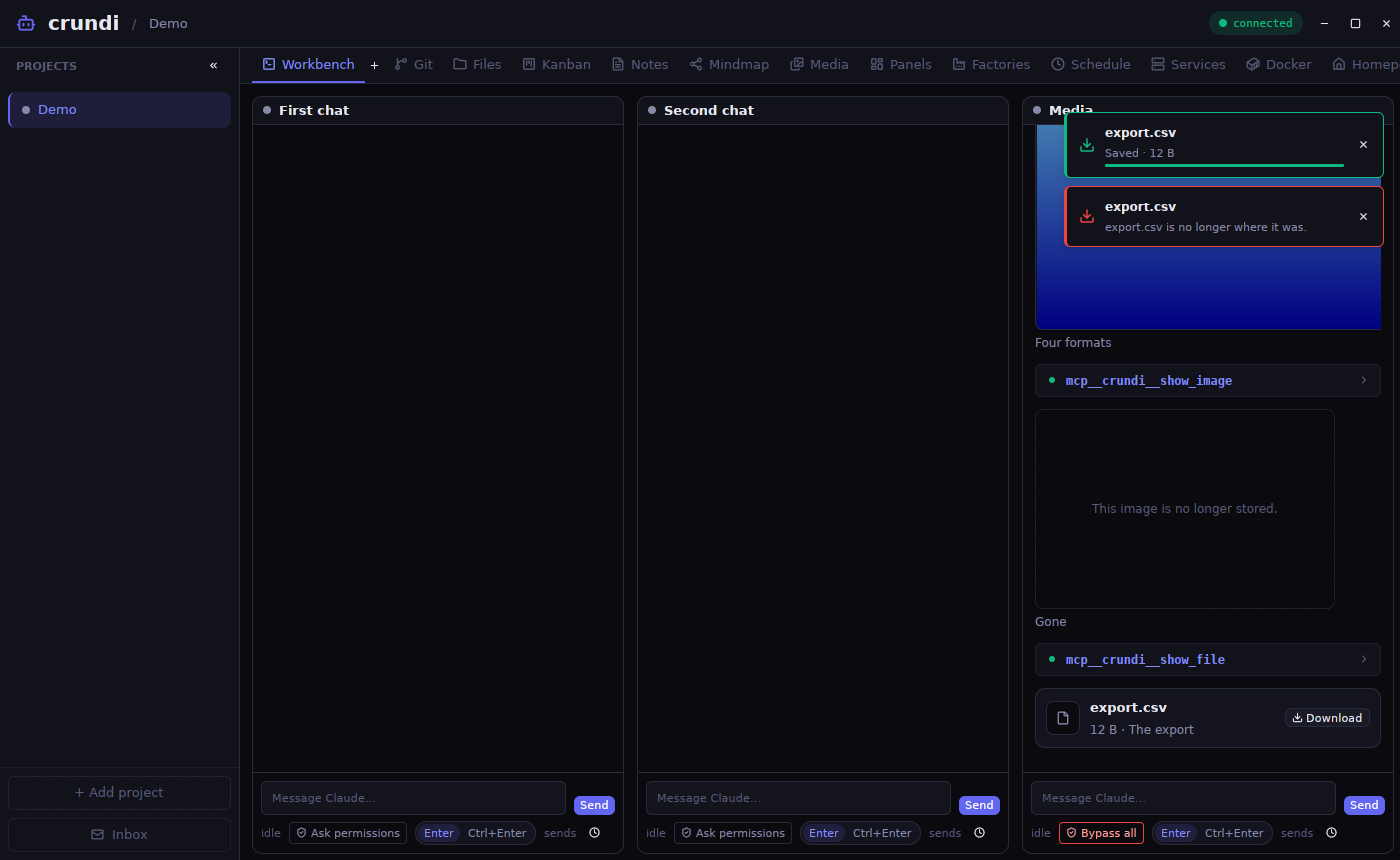 crundi / Demo
connected
PROJECTS
«
Demo
+ Add project
Inbox
Workbench
+
Git
Files
Kanban
Notes
Mindmap
Media
Panels
Factories
Schedule
Services
Docker
Homep
First chat
Message Claude...
Send
idle
Ask permissions
Enter
Ctrl+Enter
sends
Second chat
Message Claude...
Send
idle
Ask permissions
Enter
Ctrl+Enter
sends
Media
export.csv
Saved · 12 B
export.csv
export.csv is no longer where it was.
Four formats
mcp__crundi__show_image
This image is no longer stored.
Gone
mcp__crundi__show_file
export.csv
12 B · The export
Download
Message Claude...
Send
idle
Bypass all
Enter
Ctrl+Enter
sends